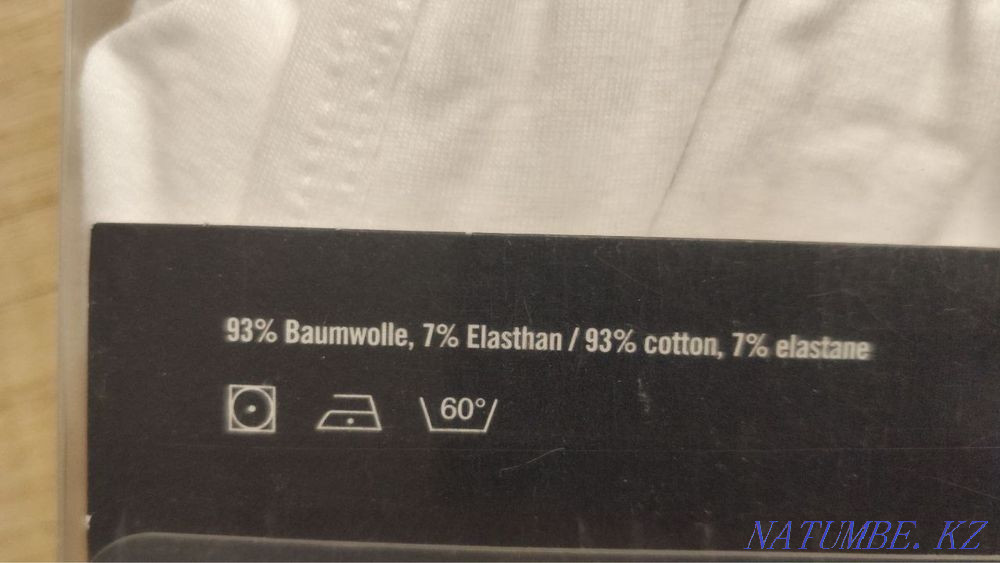 93% Baumwolle, 7% Elasthan / 93% cotton, 7% elastane
60°
NATUMBE. KZ